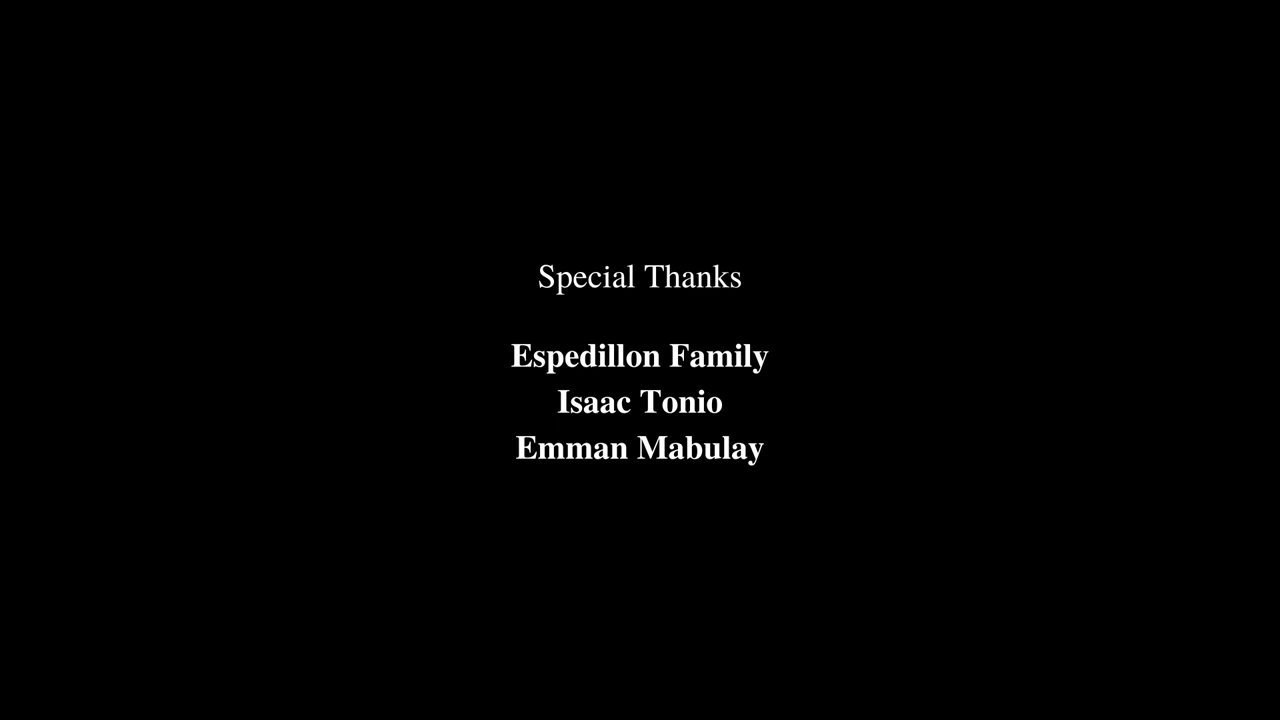 Special Thanks
Espedillon Family
Isaac Tonio
Emman Mabulay